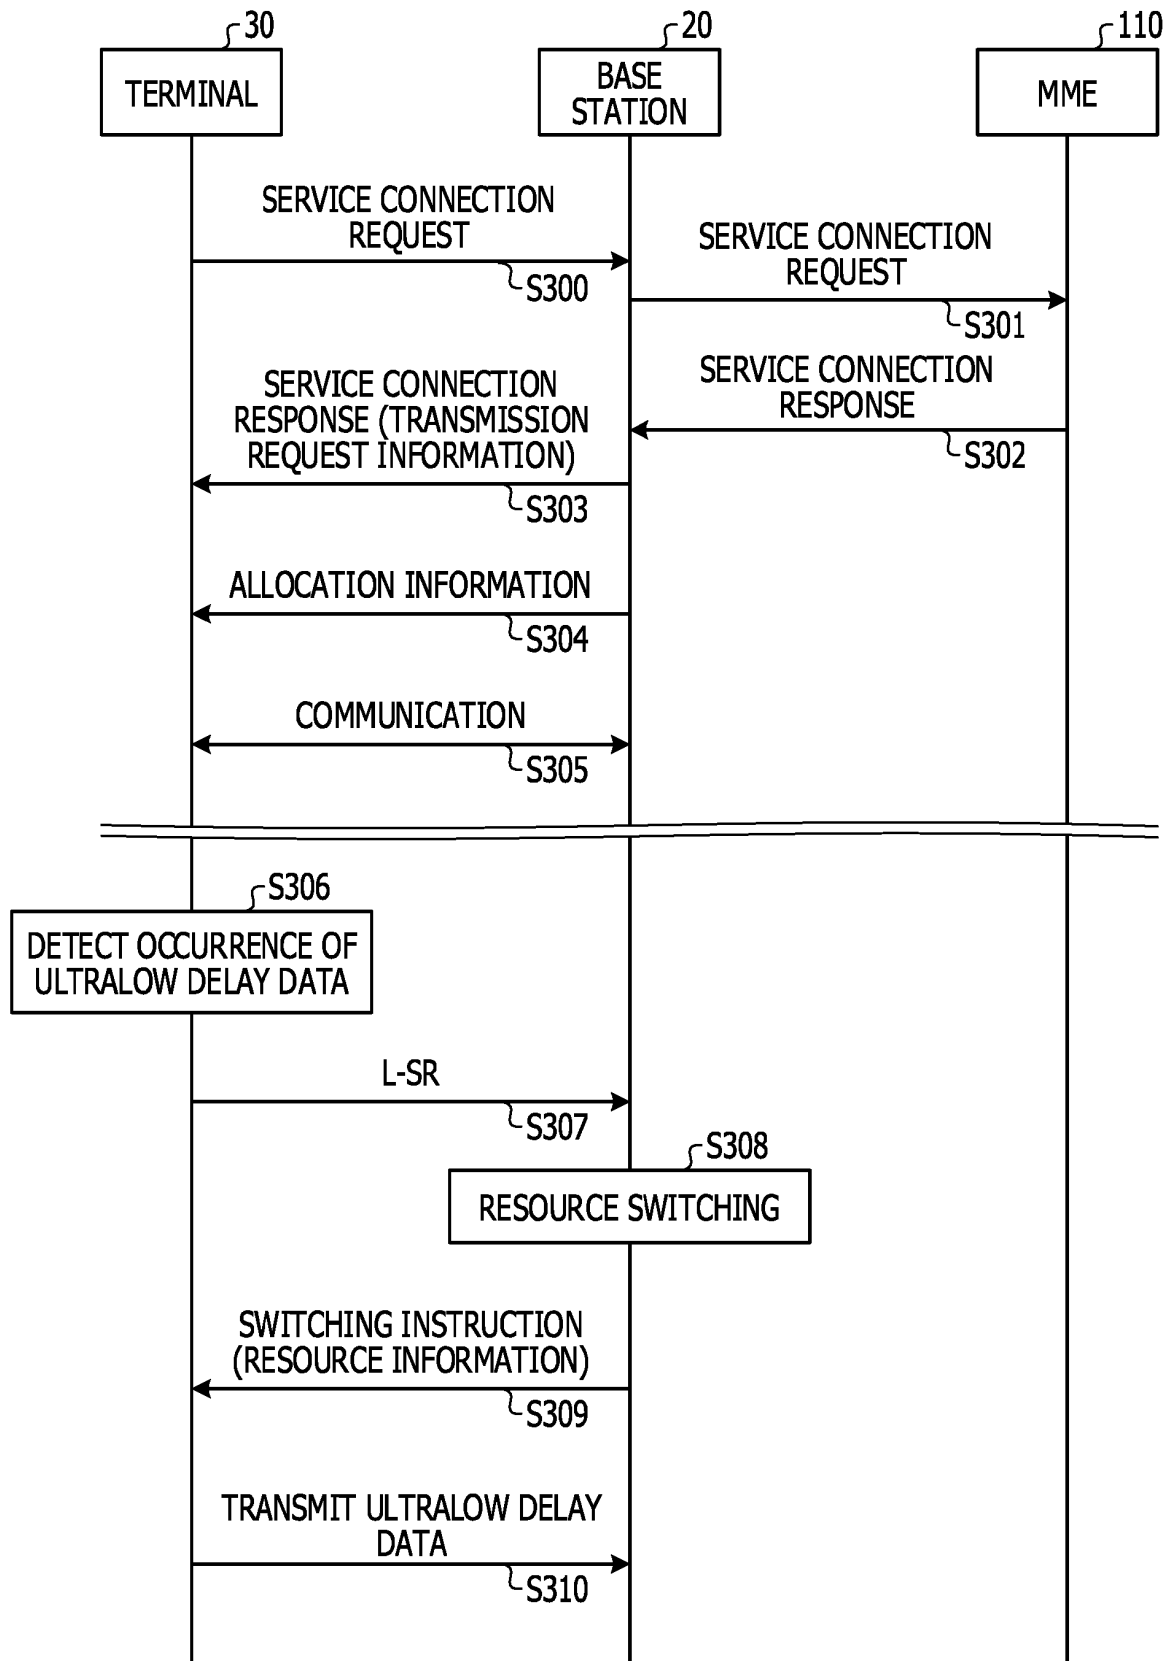 30
20
110
TERMINAL
BASE
STATION
MME
SERVICE CONNECTION
REQUEST
S300
SERVICE CONNECTION
REQUEST
S301
SERVICE CONNECTION
RESPONSE
S302
SERVICE CONNECTION
RESPONSE (TRANSMISSION
REQUEST INFORMATION)
S303
ALLOCATION INFORMATION
S304
COMMUNICATION
S305
S306
DETECT OCCURRENCE OF
ULTRALOW DELAY DATA
L-SR
S307
S308
RESOURCE SWITCHING
SWITCHING INSTRUCTION
(RESOURCE INFORMATION)
S309
TRANSMIT ULTRALOW DELAY
DATA
S310